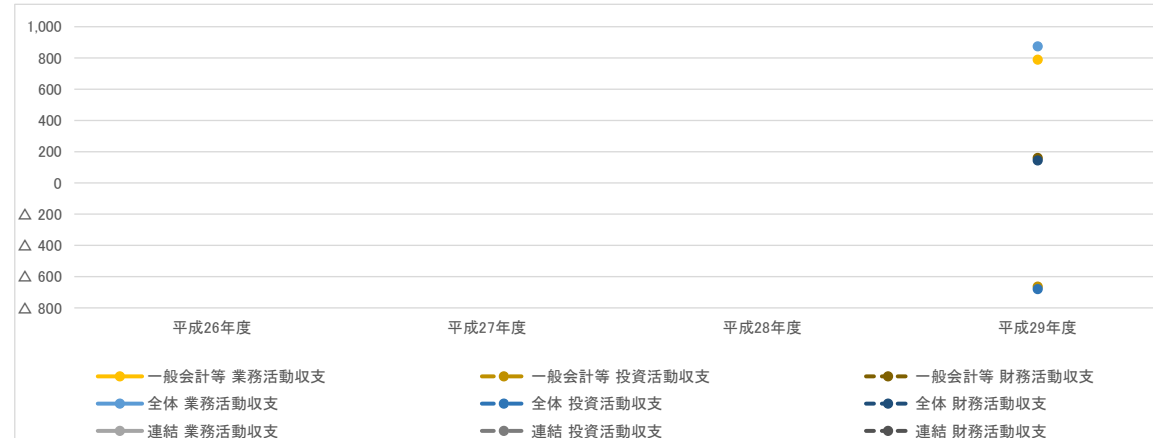 1,000
800
600
400
200
0
△ 200
△ 400
△ 600
△ 800
平成26年度 平成27年度 平成28年度 平成29年度
一般会計等 業務活動収支 一般会計等 投資活動収支 一般会計等 財務活動収支
全体 業務活動収支 全体 投資活動収支 全体 財務活動収支
連結 業務活動収支 連結 投資活動収支 連結 財務活動収支